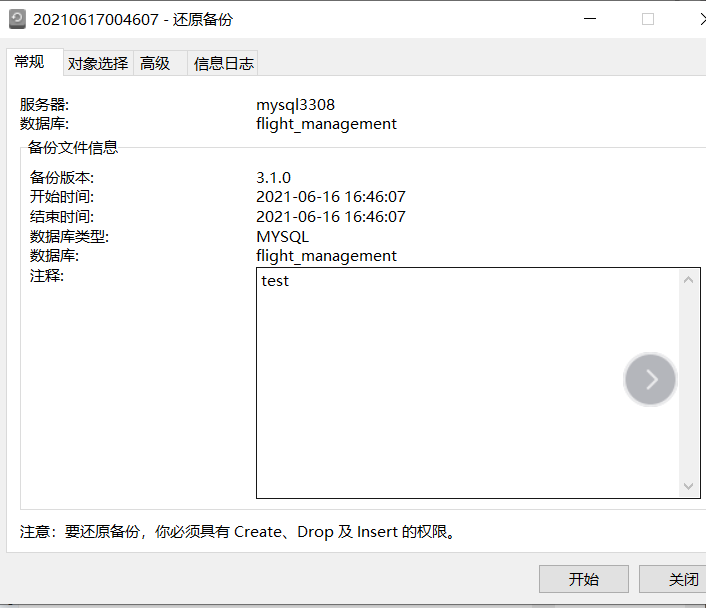 20210617004607 - 还原备份
常规 对象选择 高级 信息日志
服务器: mysql3308
数据库: flight_management
备份文件信息
备份版本: 3.1.0
开始时间: 2021-06-16 16:46:07
结束时间: 2021-06-16 16:46:07
数据库类型: MYSQL
数据库: flight_management
注释: test
注意：要还原备份，你必须具有 Create、Drop 及 Insert 的权限。
开始 关闭